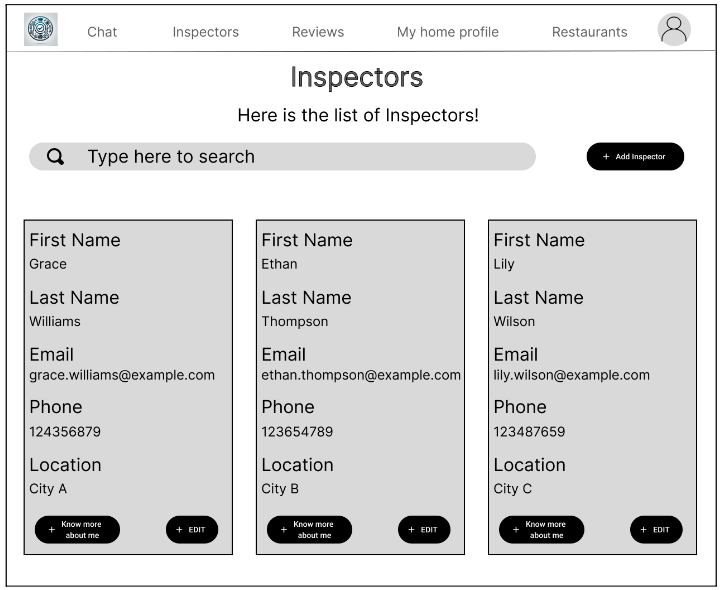 Chat Inspectors Reviews My home profile Restaurants
Inspectors
Here is the list of Inspectors!
Type here to search
+ Add Inspector
First Name
Grace
Last Name
Williams
Email
grace.williams@example.com
Phone
124356879
Location
City A
+ Know more
about me
+ EDIT
First Name
Ethan
Last Name
Thompson
Email
ethan.thompson@example.com
Phone
123654789
Location
City B
+ Know more
about me
+ EDIT
First Name
Lily
Last Name
Wilson
Email
lily.wilson@example.com
Phone
123487659
Location
City C
+ Know more
about me
+ EDIT